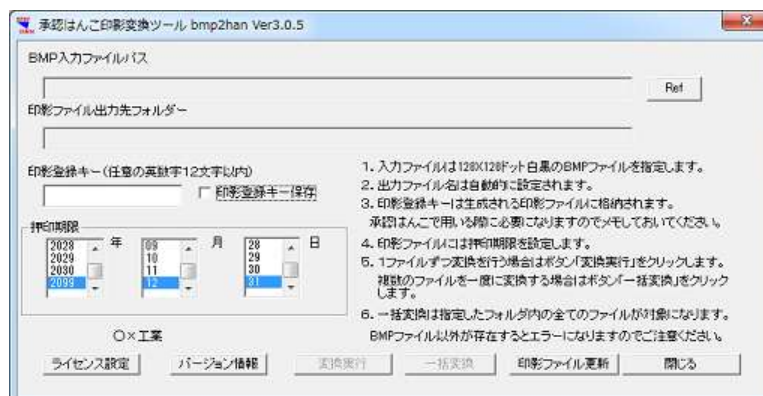 承認はんこ印影変換ツール bmp2han Ver3.0.5
BMP入力ファイルパス
Ref
印影ファイル出力先フォルダー
印影登録キー(任意の英数字12文字以内)
印影登録キー保存
押印期限
2028
2029
2030
2099
年
09
10
11
12
月
28
29
30
31
日
1. 入力ファイルは128X128ドット白黒のBMPファイルを指定します。
2. 出力ファイル名は自動的に設定されます。
3. 印影登録キーは生成される印影ファイルに格納されます。
承認はんこで用いる際に必要になりますのでメモしておいてください。
4. 印影ファイルには押印期限を設定します。
5. 1ファイルずつ変換を行う場合はボタン「変換実行」をクリックします。
複数のファイルを一度に変換する場合はボタン「一括変換」をクリック
します。
6. 一括変換は指定したフォルダ内の全てのファイルが対象になります。
BMPファイル以外が存在するとエラーになりますのでご注意ください。
○×工業
ライセンス設定
バージョン情報
変換実行
一括変換
印影ファイル更新
閉じる